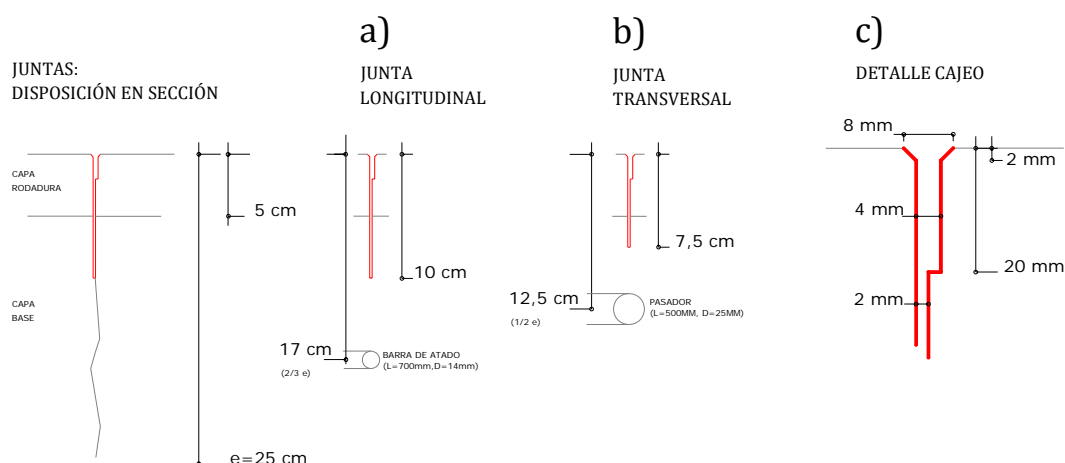 JUNTAS:
DISPOSICIÓN EN SECCIÓN
CAPA
RODADURA
5 cm
CAPA
BASE
e=25 cm
a)
JUNTA
LONGITUDINAL
10 cm
17 cm
(2/3 e)
BARRA DE ATADO
(L=700mm,D=14mm)
b)
JUNTA
TRANSVERSAL
7,5 cm
12,5 cm
(1/2 e)
PASADOR
(L=500MM, D=25MM)
c)
DETALLE CAJEO
8 mm
2 mm
4 mm
20 mm
2 mm